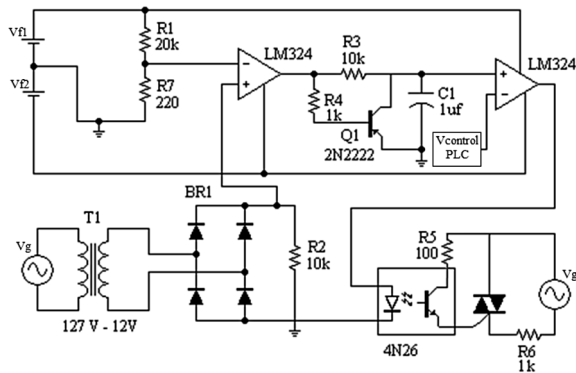 Vf1
R1
20k
Vf2
R7
220
−
+
LM324
R3
10k
R4
1k
Q1
2N2222
C1
1uf
LM324
+
−
Vcontrol
PLC
BR1
T1
Vg
127 V - 12V
R2
10k
R5
100
4N26
Vg
R6
1k